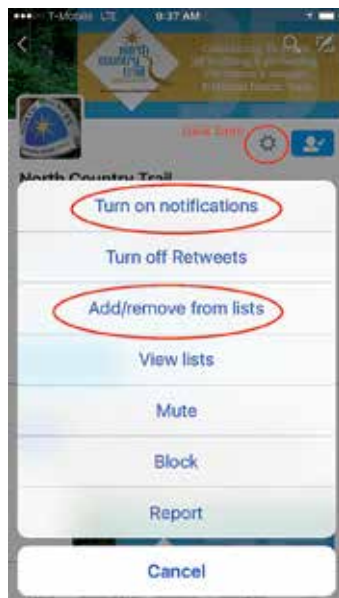 T-Mobile LTE 9:37 AM
north
country
trail
North Country Trail
Turn on notifications
Turn off Retweets
Add/remove from lists
View lists
Mute
Block
Report
Cancel